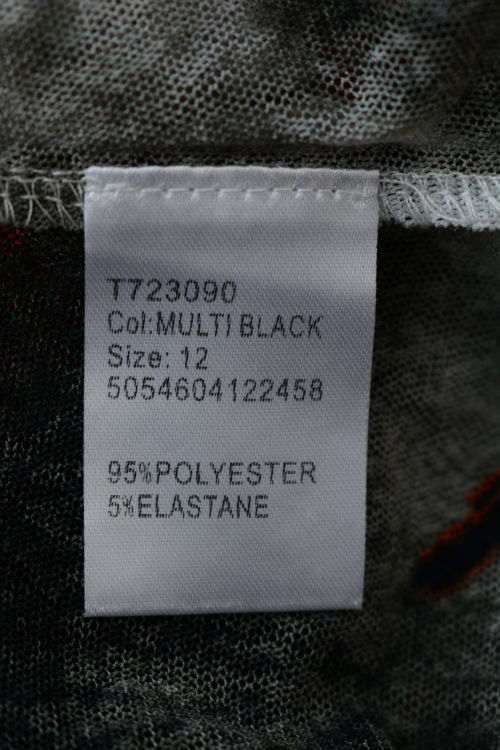 T723090
Col:MULTI BLACK
Size: 12
5054604122458
95%POLYESTER
5%ELASTANE